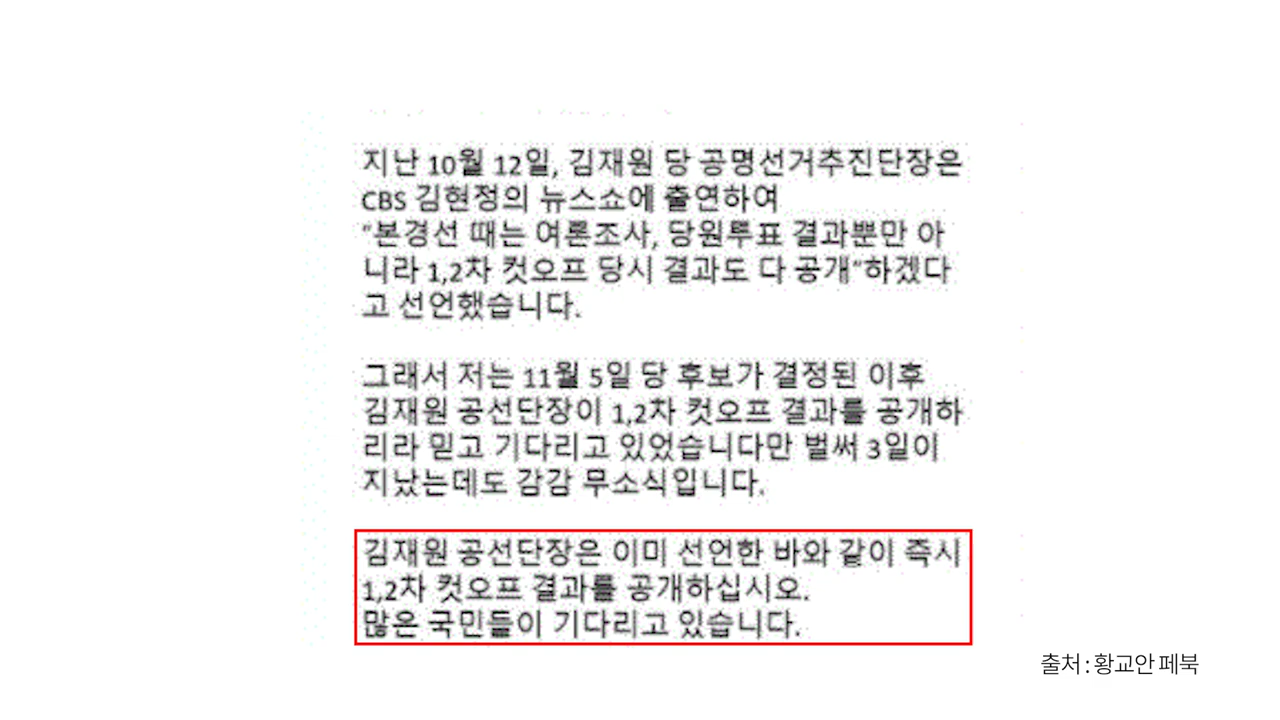 지난 10월 12일, 김재원 당 공명선거추진단장은
CBS 김현정의 뉴스쇼에 출연하여
"본경선 때는 여론조사, 당원투표 결과뿐만 아
니라 1,2차 컷오프 당시 결과도 다 공개"하겠다
고 선언했습니다.
그래서 저는 11월 5일 당 후보가 결정된 이후
김재원 공선단장이 1,2차 컷오프 결과를 공개하
리라 믿고 기다리고 있었습니다만 벌써 3일이
지났는데도 감감 무소식입니다.
김재원 공선단장은 이미 선언한 바와 같이 즉시
1,2차 컷오프 결과를 공개하십시오.
많은 국민들이 기다리고 있습니다.
출처 : 황교안 페북